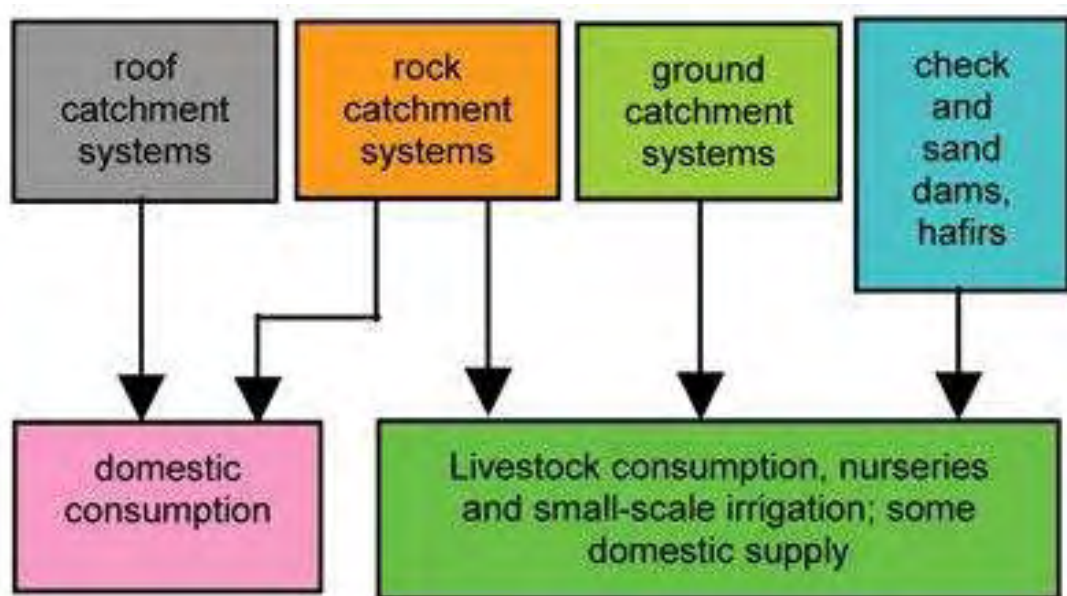 roof
catchment
systems
rock
catchment
systems
ground
catchment
systems
check
and
sand
dams,
hafirs
domestic
consumption
Livestock consumption, nurseries
and small-scale irrigation; some
domestic supply